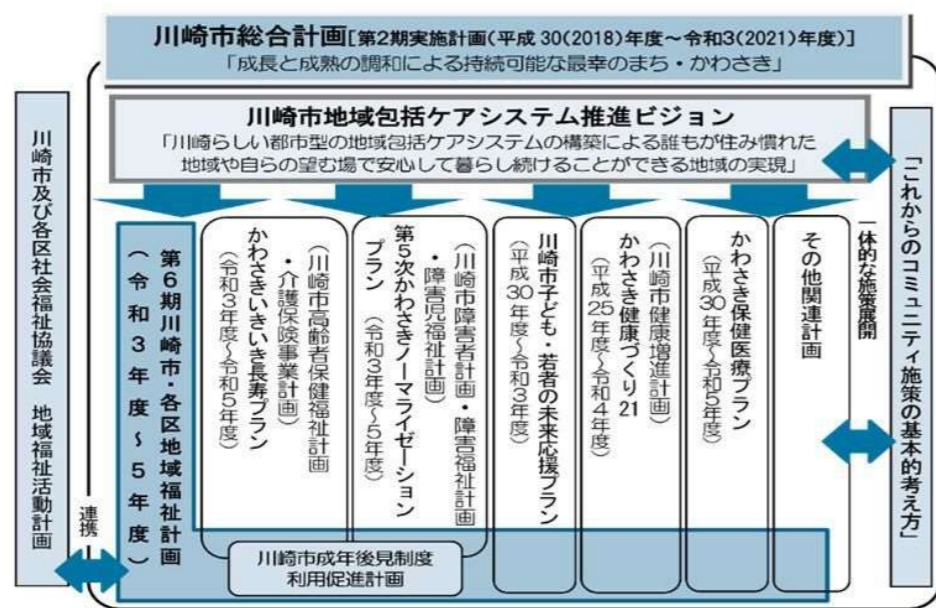 川崎市総合計画[第2期実施計画(平成30(2018)年度～令和3(2021)年度)]
「成長と成熟の調和による持続可能な最幸のまち・かわさき」
川崎市地域包括ケアシステム推進ビジョン
「川崎らしい都市型の地域包括ケアシステムの構築による誰もが住み慣れた
地域や自らの望む場で安心して暮らし続けることができる地域の実現」
「これからのコミュニティ施策の基本的考え方」
一体的な施策展開
その他関連計画
かわさき保健医療プラン
(平成30年度～令和5年度)
(川崎市健康増進計画)
かわさき健康づくり21
(平成25年度～令和4年度)
川崎市子ども・若者の未来応援プラン
(平成30年度～令和3年度)
(川崎市障害者計画・障害福祉計画
・障害児福祉計画)
第5次かわさきノーマライゼーション
プラン (令和3年度～5年度)
(川崎市高齢者保健福祉計画
・介護保険事業計画)
かわさきいきいき長寿プラン
(令和3年度～令和5年度)
第6期川崎市・各区地域福祉計画
(令和3年度～5年度)
川崎市成年後見制度
利用促進計画
連携
川崎市及び各区社会福祉協議会 地域福祉活動計画